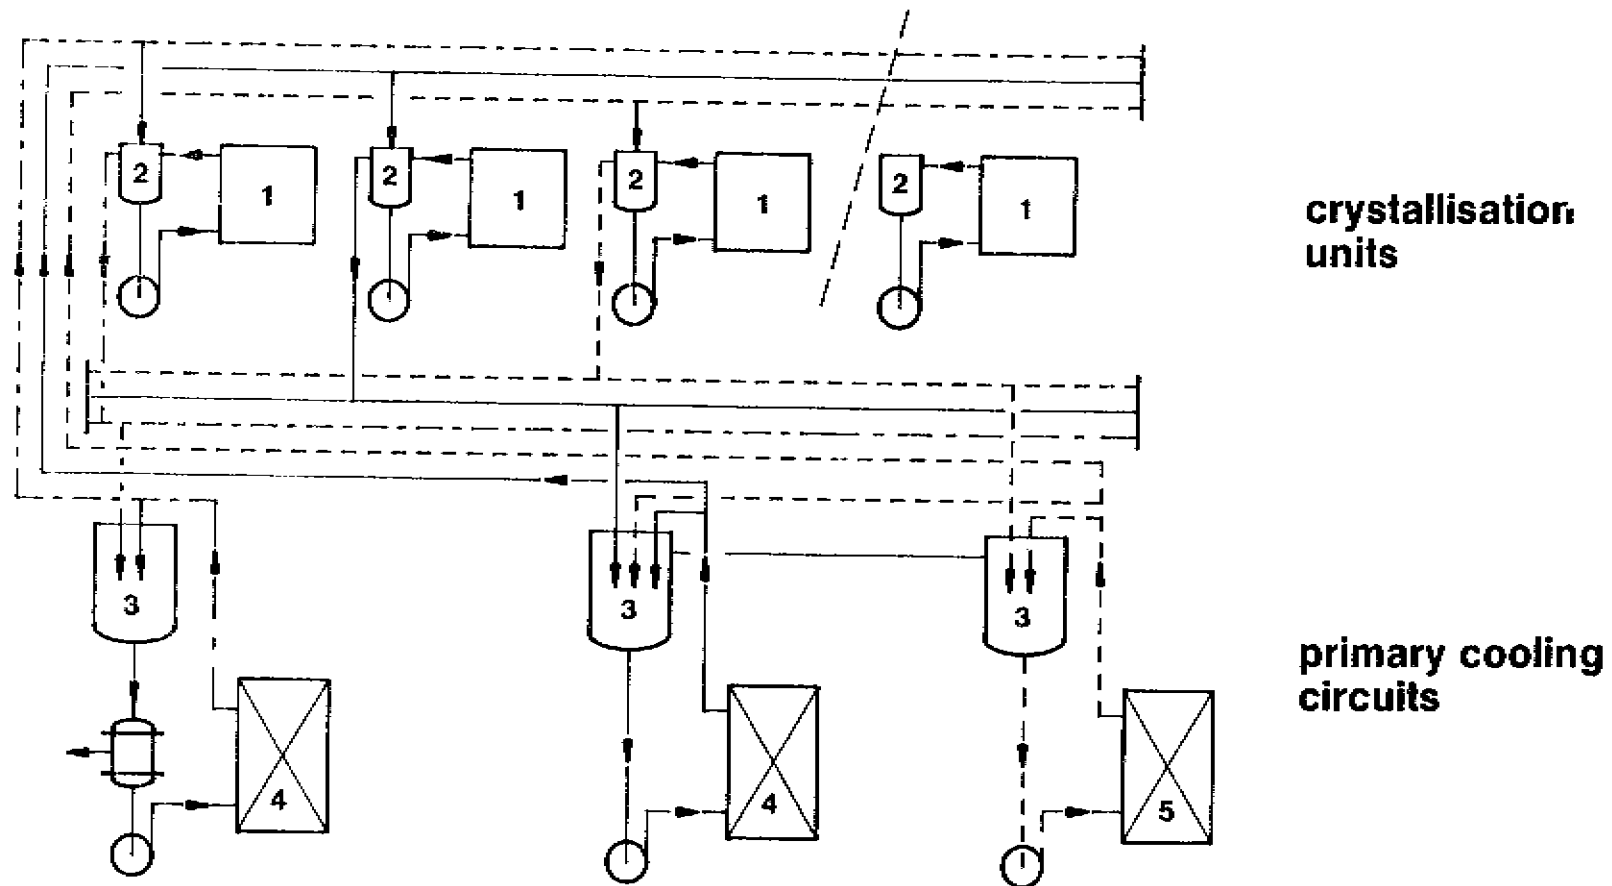 2 1 2 1 2 1 2 1
crystallisation
units
3 3 3
primary cooling
circuits
4 4 5